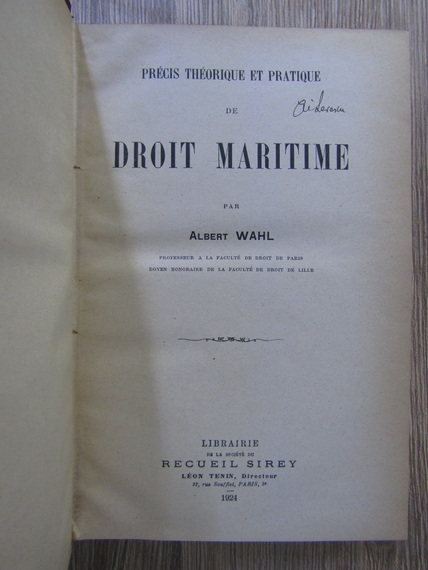 PRÉCIS THÉORIQUE ET PRATIQUE
DE
DROIT MARITIME
PAR
ALBERT WAHL
PROFESSEUR A LA FACULTÉ DE DROIT DE PARIS
DOYEN HONORAIRE DE LA FACULTÉ DE DROIT DE LILLE
LIBRAIRIE
DE LA SOCIÉTÉ DU
RECUEIL SIREY
LÉON TENIN, Directeur
22, rue Soufflot, PARIS, 5e
1924